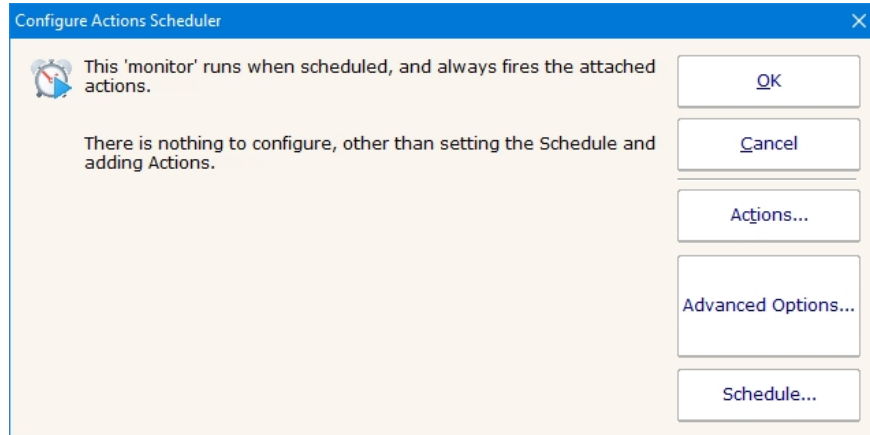 Configure Actions Scheduler
This 'monitor' runs when scheduled, and always fires the attached
actions.
There is nothing to configure, other than setting the Schedule and
adding Actions.
OK
Cancel
Actions...
Advanced Options...
Schedule...